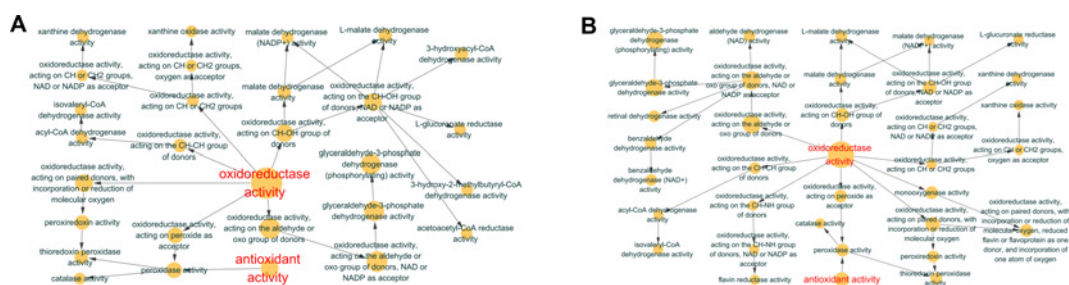 A
xanthine dehydrogenase
activity
xanthine oxidase activity
malate dehydrogenase
(NADP+) activity
L-malate dehydrogenase
activity
3-hydroxyacyl-CoA
dehydrogenase activity
oxidoreductase activity,
acting on CH or CH2 groups,
NAD or NADP as acceptor
oxidoreductase activity,
acting on CH or CH2 groups,
oxygen as acceptor
malate dehydrogenase
activity
oxidoreductase activity,
acting on the CH-OH group
of donors, NAD or NADP as
acceptor
isovaleryl-CoA
dehydrogenase activity
oxidoreductase activity,
acting on CH or CH2 groups
acyl-CoA dehydrogenase
activity
oxidoreductase activity,
acting on the CH-CH group of
donors
oxidoreductase activity,
acting on CH-OH group of
donors
L-gluconate reductase
activity
glyceraldehyde-3-phosphate
dehydrogenase
(phosphorylating) activity
oxidoreductase activity,
acting on paired donors, with
incorporation or reduction of
molecular oxygen
oxidoreductase
activity
3-hydroxy-2-methylbutyryl-CoA
dehydrogenase activity
glyceraldehyde-3-phosphate
dehydrogenase activity
peroxiredoxin activity
oxidoreductase activity,
acting on peroxide as
acceptor
oxidoreductase activity,
acting on the aldehyde or
oxo group of donors
acetoacetyl-CoA reductase
activity
thioredoxin peroxidase
activity
antioxidant
activity
oxidoreductase activity,
acting on the aldehyde or
oxo group of donors, NAD or
NADP as acceptor
catalase activity
peroxidase activity
B
glyceraldehyde-3-phosphate
dehydrogenase
(phosphorylating) activity
aldehyde dehydrogenase
(NAD) activity
L-malate dehydrogenase
activity
malate dehydrogenase
activity
L-gluconate reductase
activity
glyceraldehyde-3-phosphate
dehydrogenase activity
oxidoreductase activity,
acting on the aldehyde or
oxo group of donors, NAD or
NADP as acceptor
malate dehydrogenase
activity
oxidoreductase activity,
acting on the CH-OH group
of donors, NAD or NADP as
acceptor
xanthine dehydrogenase
activity
retinal dehydrogenase activity
oxidoreductase activity,
acting on the aldehyde or
oxo group of donors
oxidoreductase activity,
acting on CH-OH group of
donors
xanthine oxidase activity
oxidoreductase activity,
acting on CH or CH2 groups,
NAD or NADP as acceptor
benzaldehyde
dehydrogenase activity
oxidoreductase
activity
oxidoreductase activity,
acting on CH or CH2 groups,
oxygen as acceptor
benzaldehyde
dehydrogenase (NAD+)
activity
oxidoreductase activity,
acting on the CH-CH group
of donors
oxidoreductase activity,
acting on CH or CH2 groups
oxidoreductase activity,
acting on peroxide as acceptor
monooxygenase activity
acyl-CoA dehydrogenase
activity
oxidoreductase activity,
acting on the CH-NH group
of donors
catalase activity
oxidoreductase activity,
acting on paired donors, with
incorporation or reduction of
molecular oxygen
oxidoreductase activity, acting
on paired donors, with
incorporation or reduction of
molecular oxygen, reduced
flavin or flavoprotein as one
donor, and incorporation of
one atom of oxygen
isovaleryl-CoA
dehydrogenase activity
oxidoreductase activity,
acting on the CH-NH group
of donors, NAD or NADP as
acceptor
peroxidase activity
peroxiredoxin activity
flavin reductase activity
antioxidant activity
thioredoxin peroxidase
activity